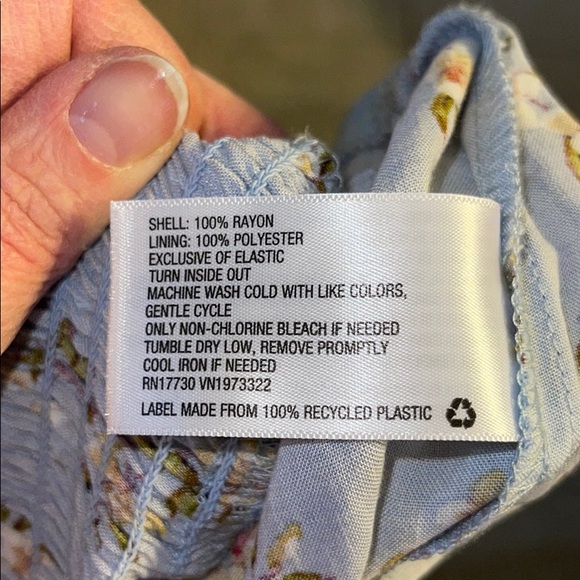 SHELL: 100% RAYON
LINING: 100% POLYESTER
EXCLUSIVE OF ELASTIC
TURN INSIDE OUT
MACHINE WASH COLD WITH LIKE COLORS,
GENTLE CYCLE
ONLY NON-CHLORINE BLEACH IF NEEDED
TUMBLE DRY LOW, REMOVE PROMPTLY
COOL IRON IF NEEDED
RN17730 VN1973322
LABEL MADE FROM 100% RECYCLED PLASTIC